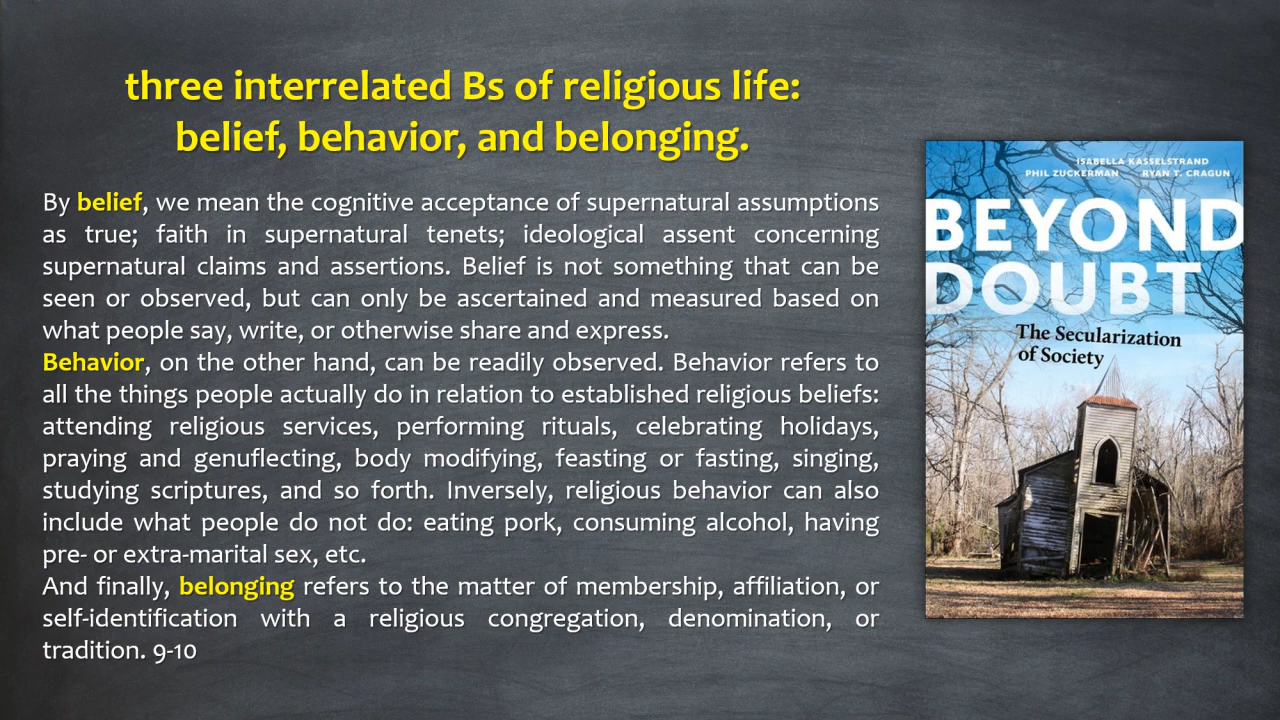 three interrelated Bs of religious life:
belief, behavior, and belonging.
By belief, we mean the cognitive acceptance of supernatural assumptions
as true; faith in supernatural tenets; ideological assent concerning
supernatural claims and assertions. Belief is not something that can be
seen or observed, but can only be ascertained and measured based on
what people say, write, or otherwise share and express.
Behavior, on the other hand, can be readily observed. Behavior refers to
all the things people actually do in relation to established religious beliefs:
attending religious services, performing rituals, celebrating holidays,
praying and genuflecting, body modifying, feasting or fasting, singing,
studying scriptures, and so forth. Inversely, religious behavior can also
include what people do not do: eating pork, consuming alcohol, having
pre- or extra-marital sex, etc.
And finally, belonging refers to the matter of membership, affiliation, or
self-identification with a religious congregation, denomination, or
tradition. 9-10
ISABELLA KASSELSTRAND
PHIL ZUCKERMAN RYAN T. CRAGUN
BEYOND
DOUBT
The Secularization
of Society